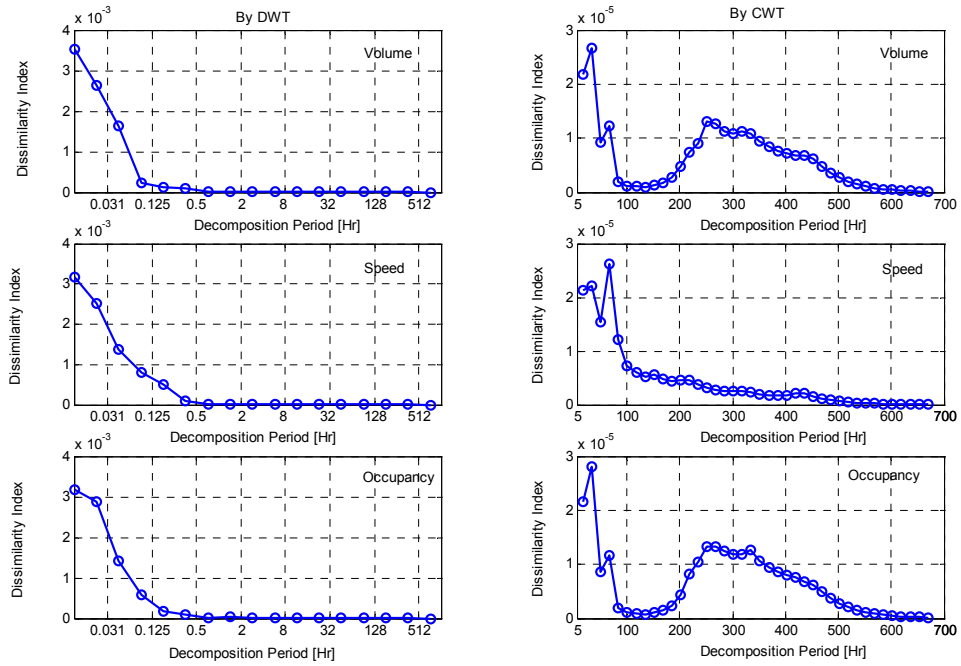 By DWT
x 10-3
Volume
Dissimilarity Index
4
3
2
1
0
0.031 0.125 0.5 2 8 32 128 512
Decomposition Period [Hr]
x 10-3
Speed
Dissimilarity Index
4
3
2
1
0
0.031 0.125 0.5 2 8 32 128 512
Decomposition Period [Hr]
x 10-3
Occupancy
Dissimilarity Index
4
3
2
1
0
0.031 0.125 0.5 2 8 32 128 512
Decomposition Period [Hr]
By CWT
x 10-5
Volume
Dissimilarity Index
3
2
1
0
5 100 200 300 400 500 600 700
Decomposition Period [Hr]
x 10-5
Speed
Dissimilarity Index
3
2
1
0
5 100 200 300 400 500 600 700
Decomposition Period [Hr]
x 10-5
Occupancy
Dissimilarity Index
3
2
1
0
5 100 200 300 400 500 600 700
Decomposition Period [Hr]